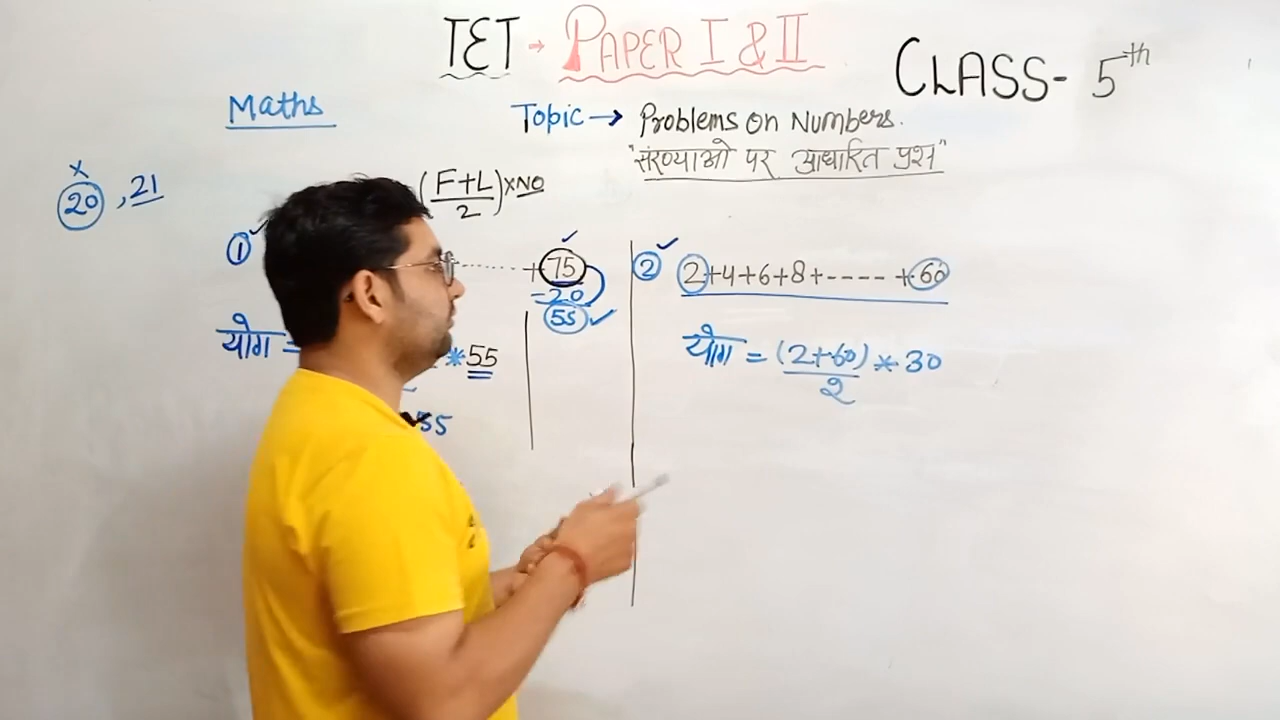 TET → PAPER I & II
CLASS- 5th
Maths
Topic → Problems on Numbers.
"संख्याओ पर आधारित प्रश्न"
x
20 , 21
(F+L/2) × NO
① ✓
........ + 75 ✓
-20
55 ✓
योग =
* 55
55
② ✓ 2+4+6+8+---- + 60
योग = (2+60)/2 * 30